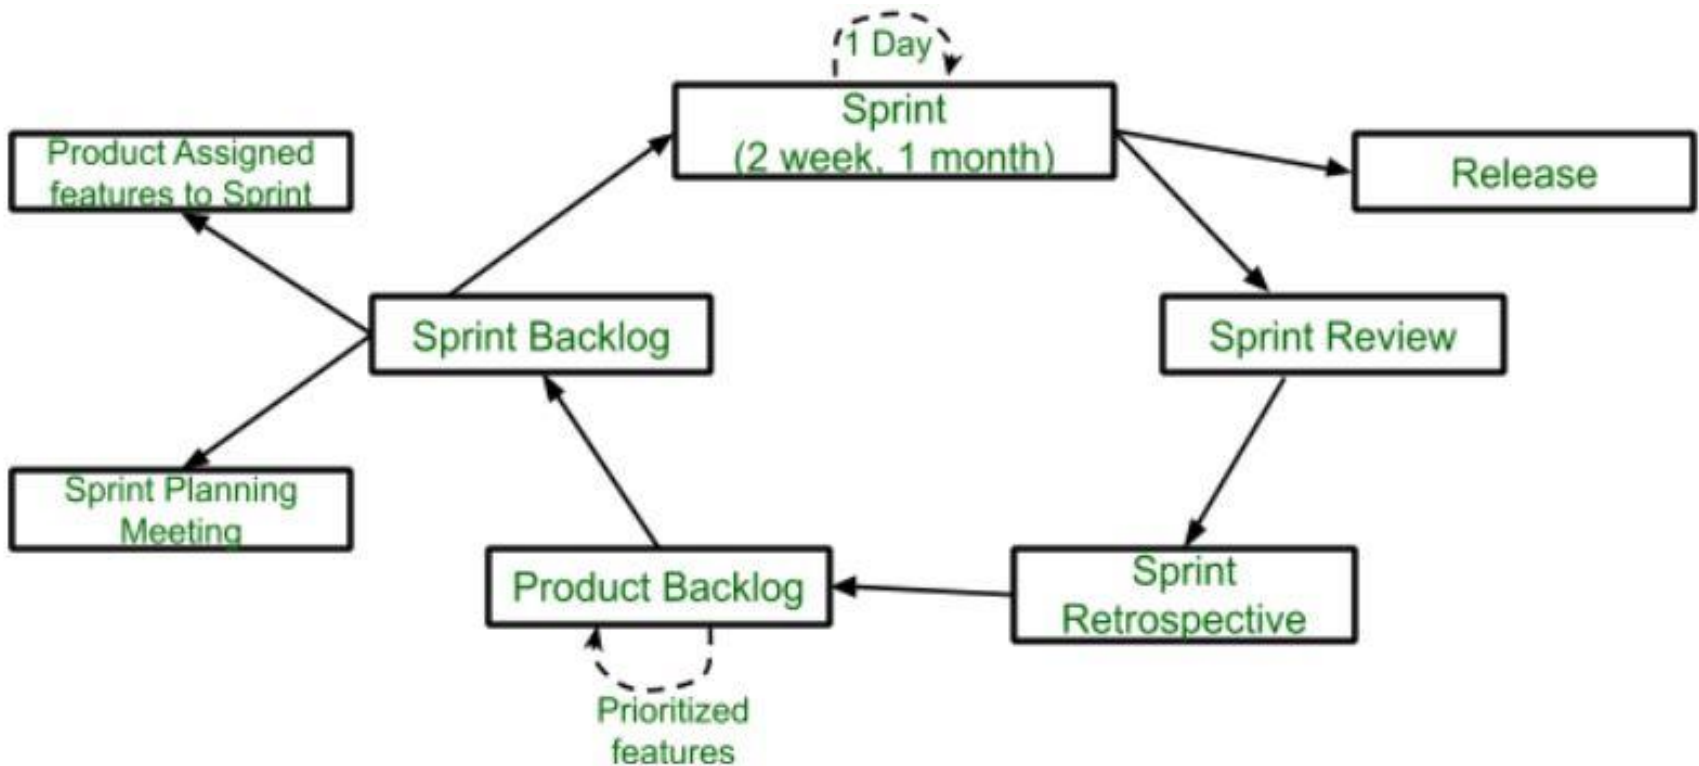 1 Day
Sprint
(2 week, 1 month)
Product Assigned
features to Sprint
Release
Sprint Backlog
Sprint Review
Sprint Planning
Meeting
Product Backlog
Sprint
Retrospective
Prioritized
features